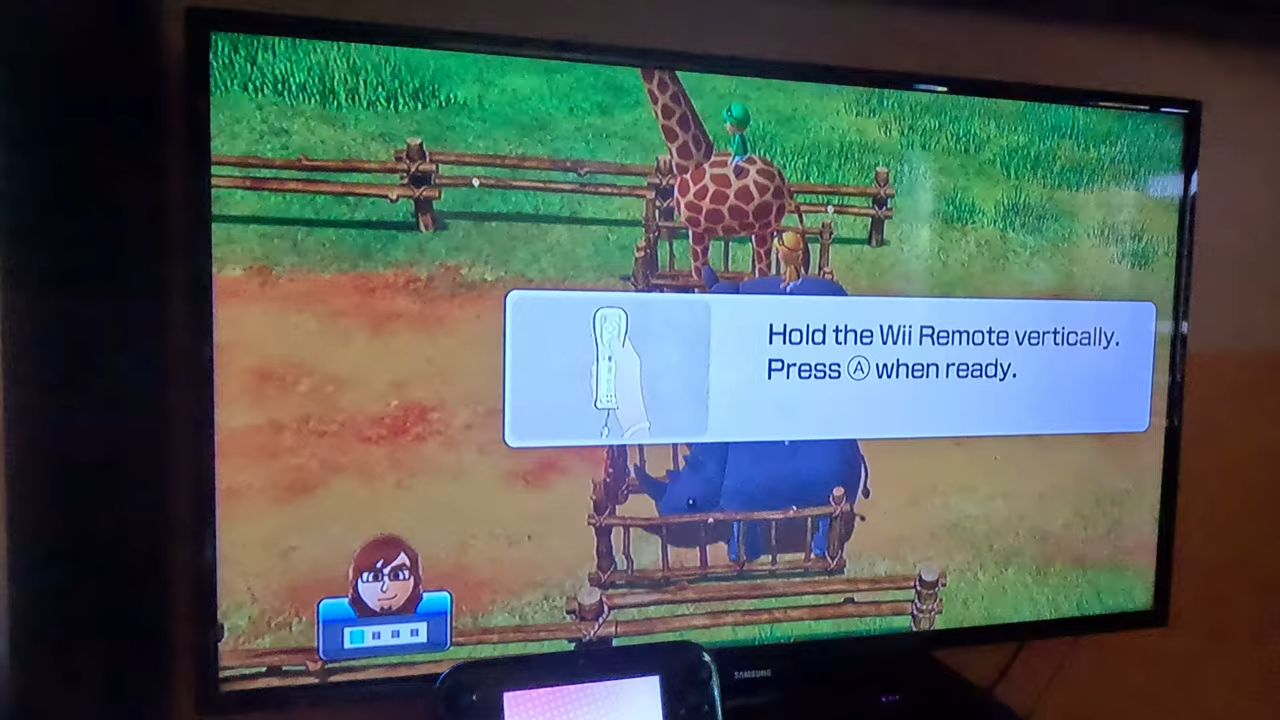 Hold the Wii Remote vertically.
Press Ⓐ when ready.
SAMSUNG